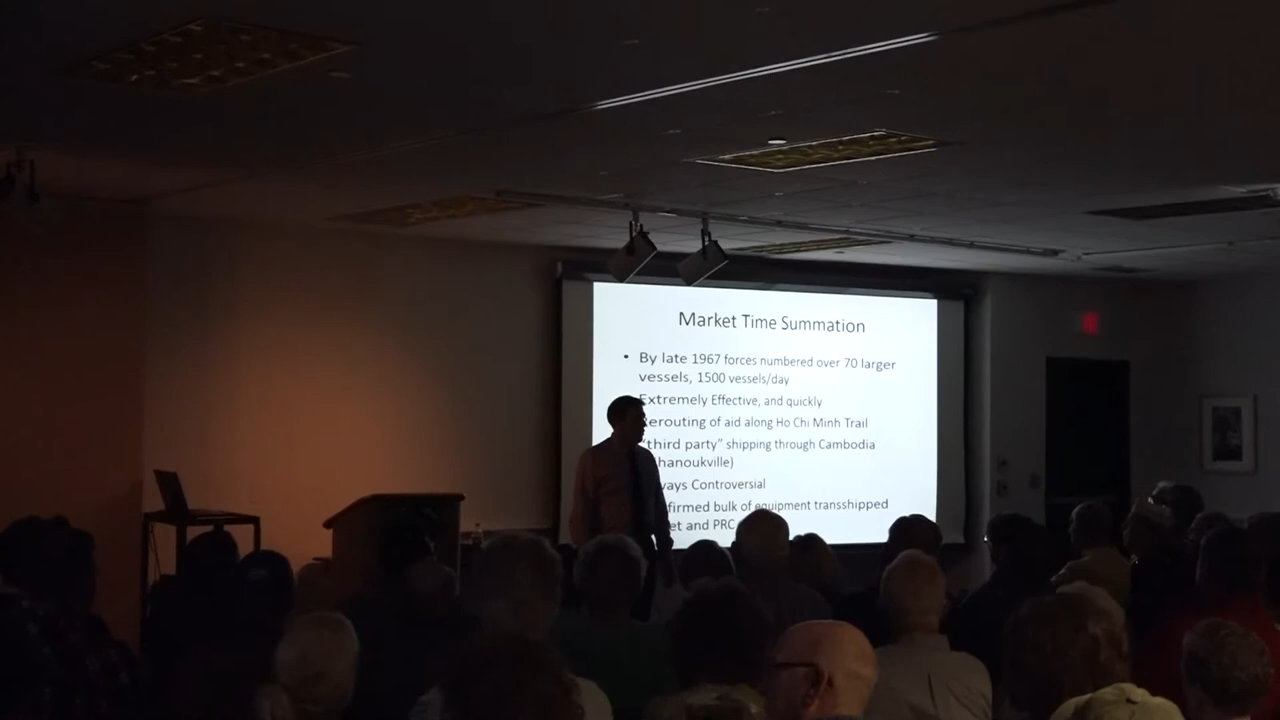 Market Time Summation
• By late 1967 forces numbered over 70 larger
vessels, 1500 vessels/day
Extremely Effective, and quickly
Rerouting of aid along Ho Chi Minh Trail
"third party" shipping through Cambodia
hanoukville)
ways Controversial
firmed bulk of equipment transshipped
et and PRC